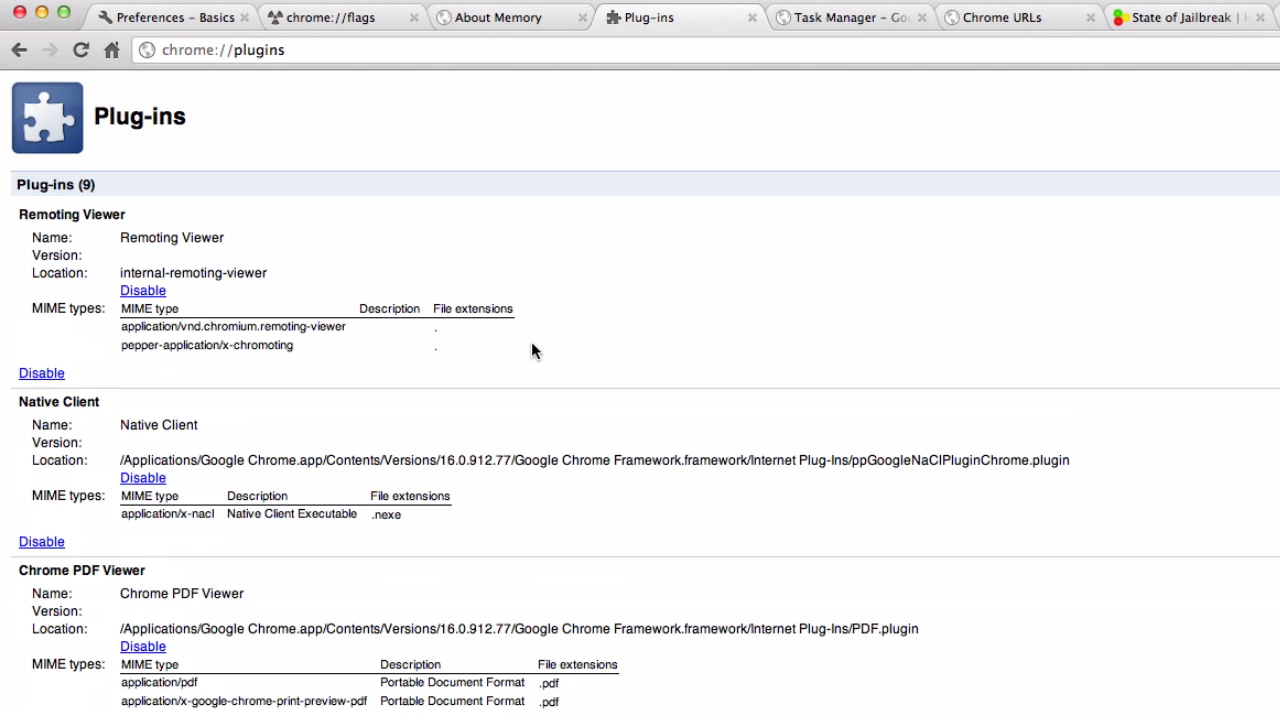 Preferences – Basics
chrome://flags
About Memory
Plug-ins
Task Manager – Go
Chrome URLs
State of Jailbreak | H
chrome://plugins
Plug-ins
Plug-ins (9)
Remoting Viewer
Name: Remoting Viewer
Version:
Location: internal-remoting-viewer
Disable
MIME types: MIME type Description File extensions
application/vnd.chromium.remoting-viewer .
pepper-application/x-chromoting .
Disable
Native Client
Name: Native Client
Version:
Location: /Applications/Google Chrome.app/Contents/Versions/16.0.912.77/Google Chrome Framework.framework/Internet Plug-Ins/ppGoogleNaClPluginChrome.plugin
Disable
MIME types: MIME type Description File extensions
application/x-nacl Native Client Executable .nexe
Disable
Chrome PDF Viewer
Name: Chrome PDF Viewer
Version:
Location: /Applications/Google Chrome.app/Contents/Versions/16.0.912.77/Google Chrome Framework.framework/Internet Plug-Ins/PDF.plugin
Disable
MIME types: MIME type Description File extensions
application/pdf Portable Document Format .pdf
application/x-google-chrome-print-preview-pdf Portable Document Format .pdf